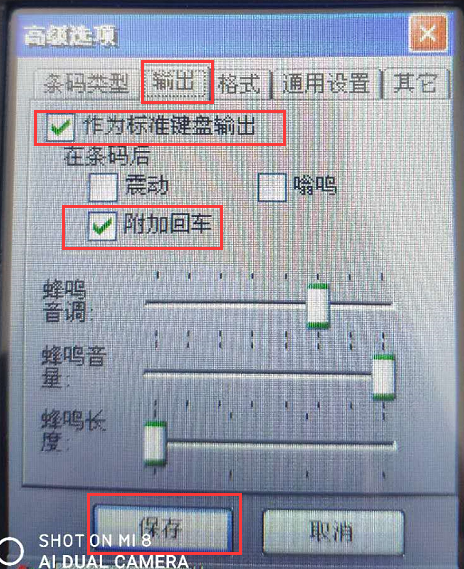 高级选项
条码类型 输出 格式 通用设置 其它
作为标准键盘输出
在条码后
震动 嗡鸣
附加回车
蜂鸣
音调:
蜂鸣音
量:
蜂鸣长
度:
保存 取消
SHOT ON MI 8
AI DUAL CAMERA